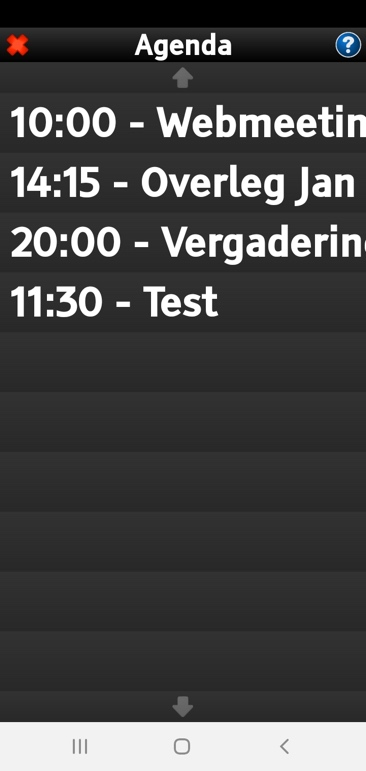 Agenda
10:00 - Webmeetin
14:15 - Overleg Jan
20:00 - Vergaderin
11:30 - Test